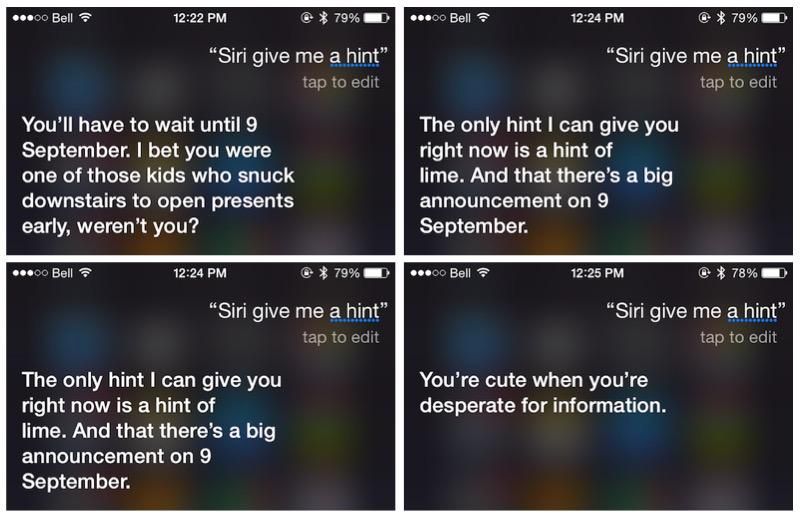 Bell 12:22 PM 79%
“Siri give me a hint”
tap to edit
You’ll have to wait until 9
September. I bet you were
one of those kids who snuck
downstairs to open presents
early, weren’t you?
Bell 12:24 PM 79%
“Siri give me a hint”
tap to edit
The only hint I can give you
right now is a hint of
lime. And that there’s a big
announcement on 9
September.
Bell 12:24 PM 79%
“Siri give me a hint”
tap to edit
The only hint I can give you
right now is a hint of
lime. And that there’s a big
announcement on 9
September.
Bell 12:25 PM 78%
“Siri give me a hint”
tap to edit
You’re cute when you’re
desperate for information.